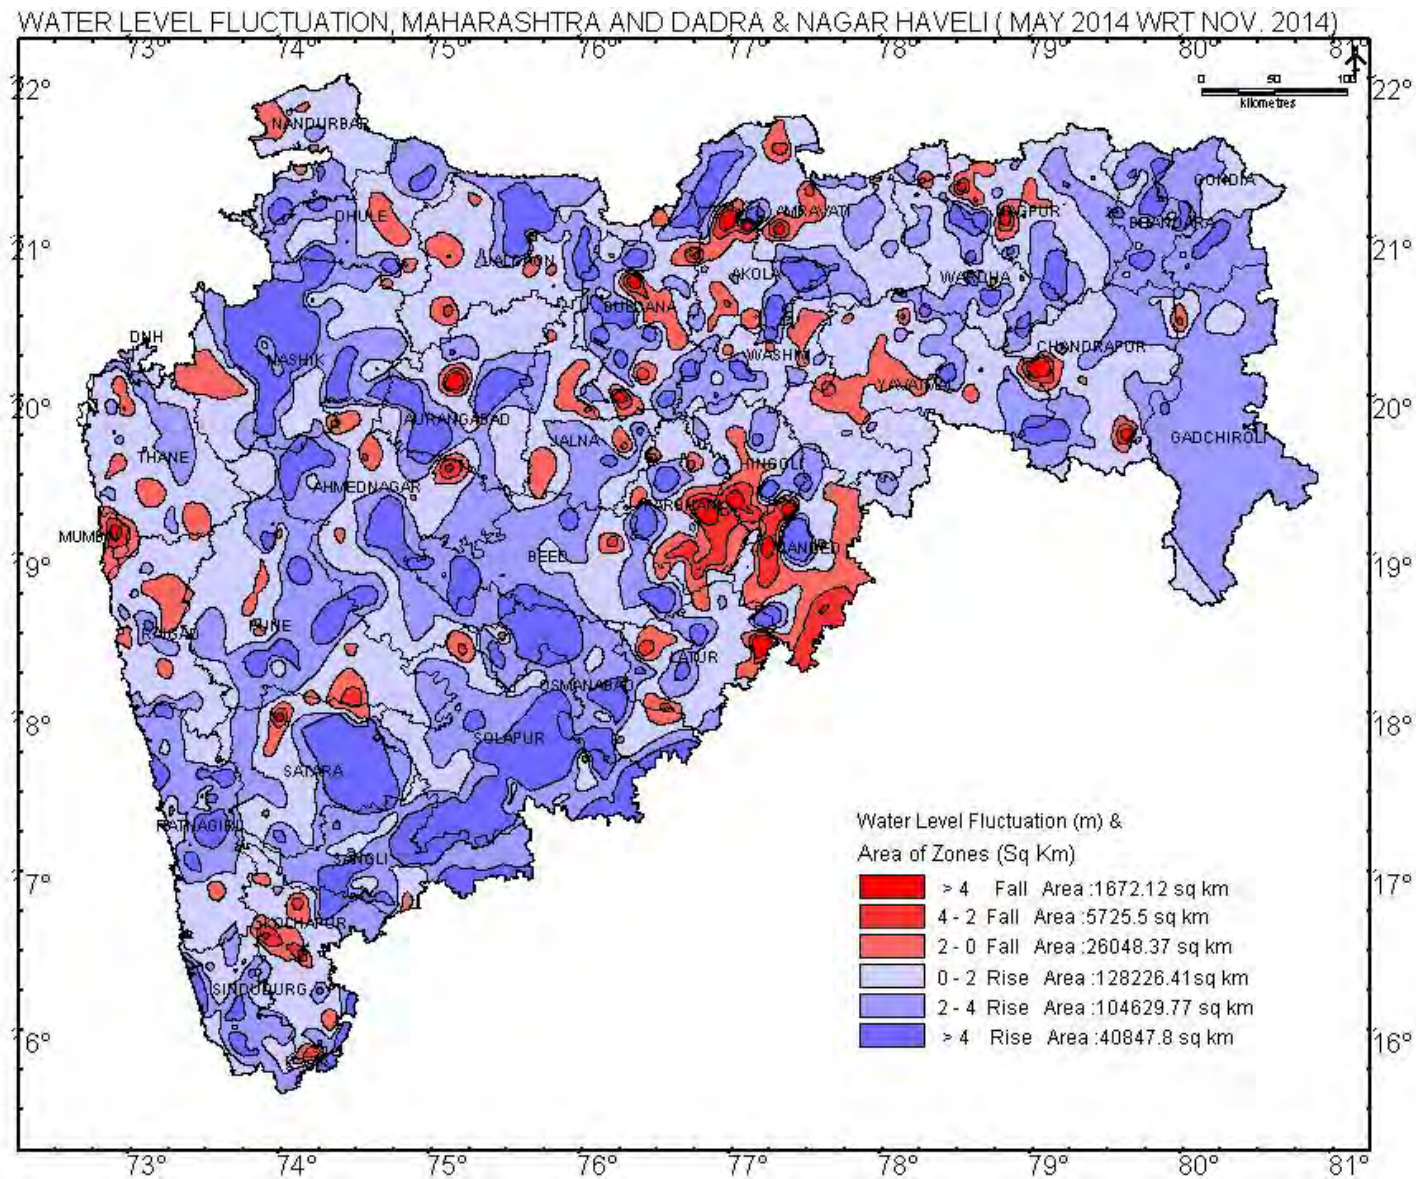 WATER LEVEL FLUCTUATION, MAHARASHTRA AND DADRA & NAGAR HAVELI ( MAY 2014 WRT NOV. 2014)
73° 74° 75° 76° 77° 78° 79° 80° 81°
0 50 100
kilometres
22° 22°
NANDURBAR
GONDIA
DHULE
AMRAVATI
NAGPUR
BHANDARA
21° 21°
JALGAON
AKOLA
WARDHA
BULDANA
DNH
NASHIK
WASHIM
CHANDRAPUR
YAVATMAL
20° 20°
AURANGABAD
JALNA
GADCHIROLI
THANE
HINGOLI
AHMEDNAGAR
PARBHANI
MUMBAI
BEED
NANDED
19° 19°
PUNE
RAIGAD
LATUR
OSMANABAD
18° 18°
SOLAPUR
SATARA
RATNAGIRI
SANGLI
17° 17°
KOLHAPUR
SINDUDURG
16° 16°
Water Level Fluctuation (m) &
Area of Zones (Sq Km)
> 4 Fall Area :1672.12 sq km
4 - 2 Fall Area :5725.5 sq km
2 - 0 Fall Area :26048.37 sq km
0 - 2 Rise Area :128226.41sq km
2 - 4 Rise Area :104629.77 sq km
> 4 Rise Area :40847.8 sq km
73° 74° 75° 76° 77° 78° 79° 80° 81°